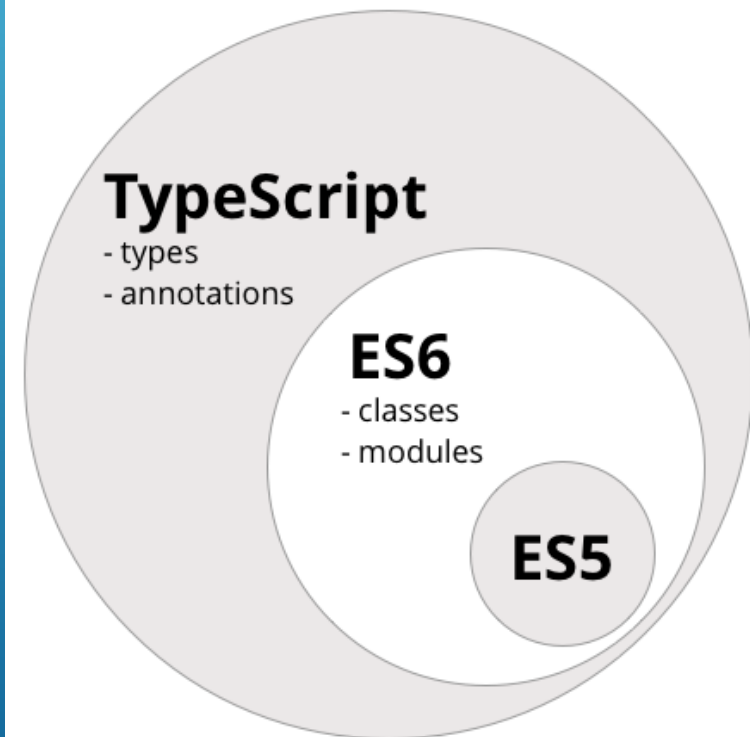 TypeScript
- types
- annotations
ES6
- classes
- modules
ES5